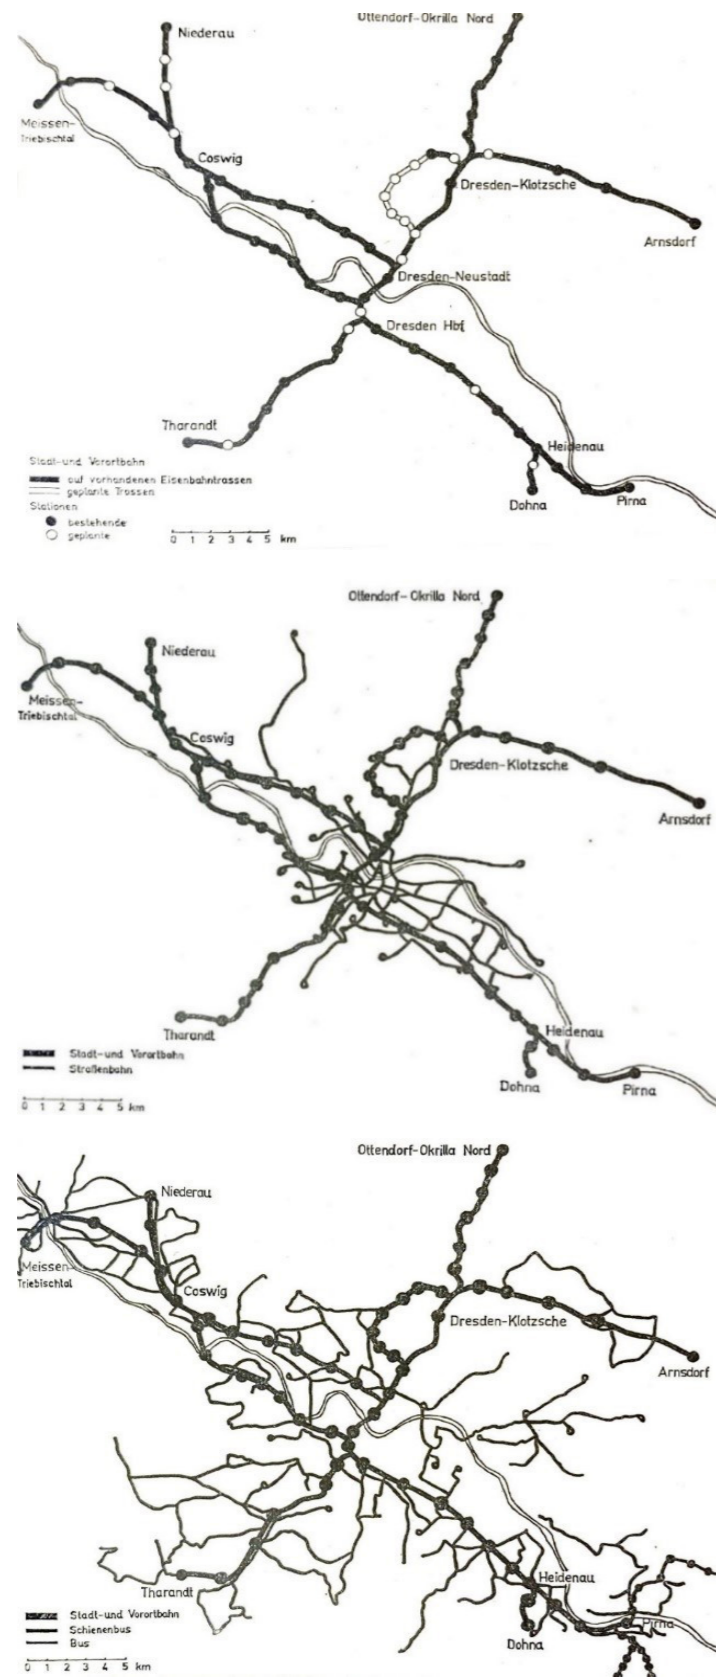 Ottendorf-Okrilla Nord
Niederau
Meissen-
Triebischtal
Coswig
Dresden-Klotzsche
Arnsdorf
Dresden-Neustadt
Dresden Hbf
Tharandt
Heidenau
Dohna
Pirna
Stadt-und Vorortbahn
auf vorhandenen Eisenbahntrassen
geplante Trassen
Stationen
bestehende
geplante
0 1 2 3 4 5 km
Ottendorf-Okrilla Nord
Niederau
Meissen-
Triebischtal
Coswig
Dresden-Klotzsche
Arnsdorf
Tharandt
Heidenau
Dohna
Pirna
Stadt-und Vorortbahn
Straßenbahn
0 1 2 3 4 5 km
Ottendorf-Okrilla Nord
Niederau
Meissen-
Triebischtal
Coswig
Dresden-Klotzsche
Arnsdorf
Tharandt
Heidenau
Dohna
Pirna
Stadt-und Vorortbahn
Schienenbus
Bus
0 1 2 3 4 5 km